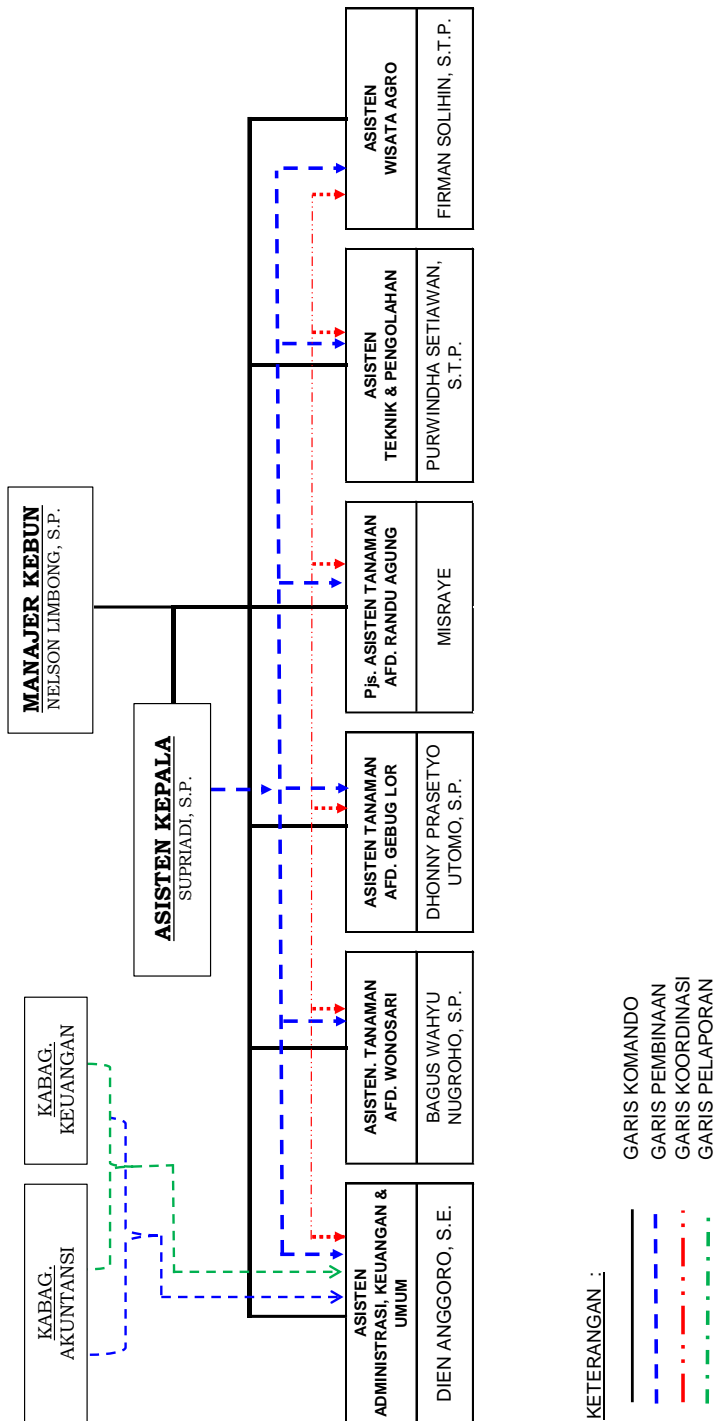 MANAJER KEBUN
NELSON LIMBONG, S.P.
KABAG.
AKUNTANSI
KABAG.
KEUANGAN
ASISTEN KEPALA
SUPRIADI, S.P.
ASISTEN
ADMINISTRASI, KEUANGAN &
UMUM
DIEN ANGGORO, S.E.
ASISTEN. TANAMAN
AFD. WONOSARI
BAGUS WAHYU
NUGROHO, S.P.
ASISTEN TANAMAN
AFD. GEBUG LOR
DHONNY PRASETYO
UTOMO, S.P.
Pjs. ASISTEN TANAMAN
AFD. RANDU AGUNG
MISRAYE
ASISTEN
TEKNIK & PENGOLAHAN
PURWINDHA SETIAWAN,
S.T.P.
ASISTEN
WISATA AGRO
FIRMAN SOLIHIN, S.T.P.
KETERANGAN :
GARIS KOMANDO
GARIS PEMBINAAN
GARIS KOORDINASI
GARIS PELAPORAN